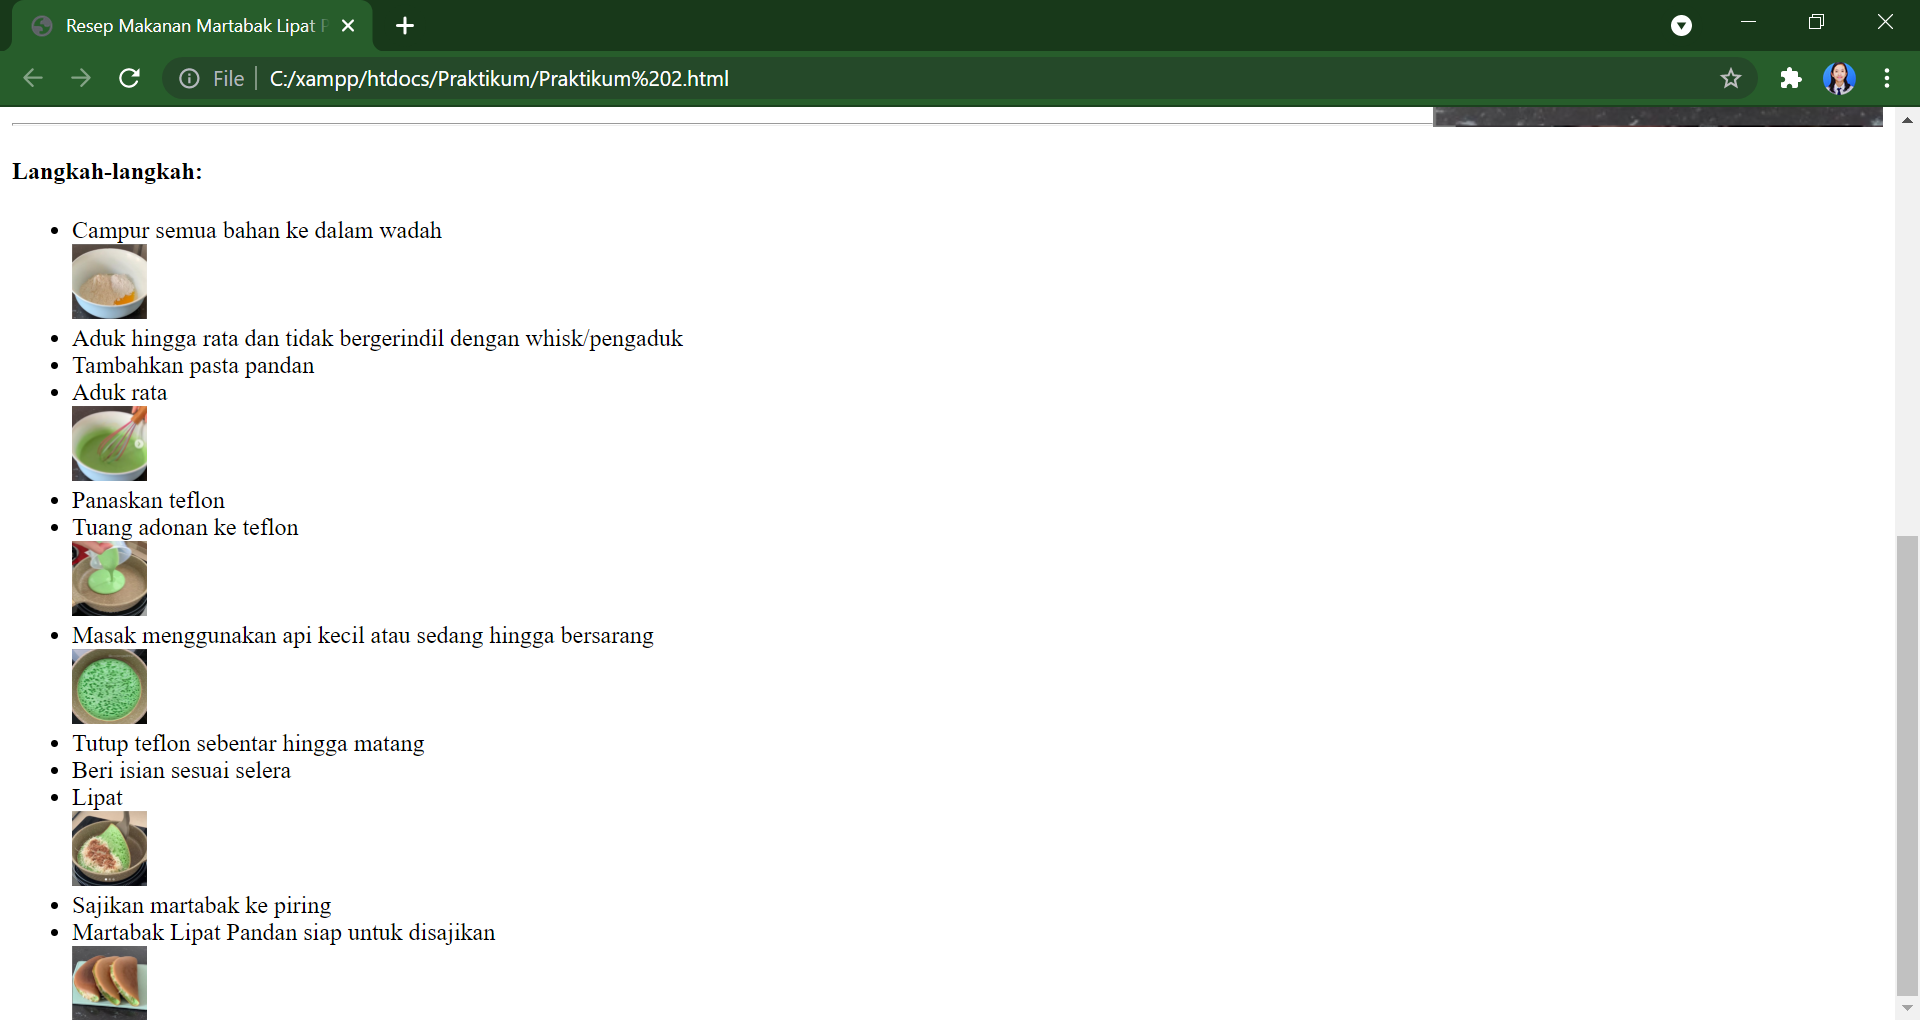 Resep Makanan Martabak Lipat
File
C:/xampp/htdocs/Praktikum/Praktikum%202.html
Langkah-langkah:
Campur semua bahan ke dalam wadah
Aduk hingga rata dan tidak bergerindil dengan whisk/pengaduk
Tambahkan pasta pandan
Aduk rata
Panaskan teflon
Tuang adonan ke teflon
Masak menggunakan api kecil atau sedang hingga bersarang
Tutup teflon sebentar hingga matang
Beri isian sesuai selera
Lipat
Sajikan martabak ke piring
Martabak Lipat Pandan siap untuk disajikan